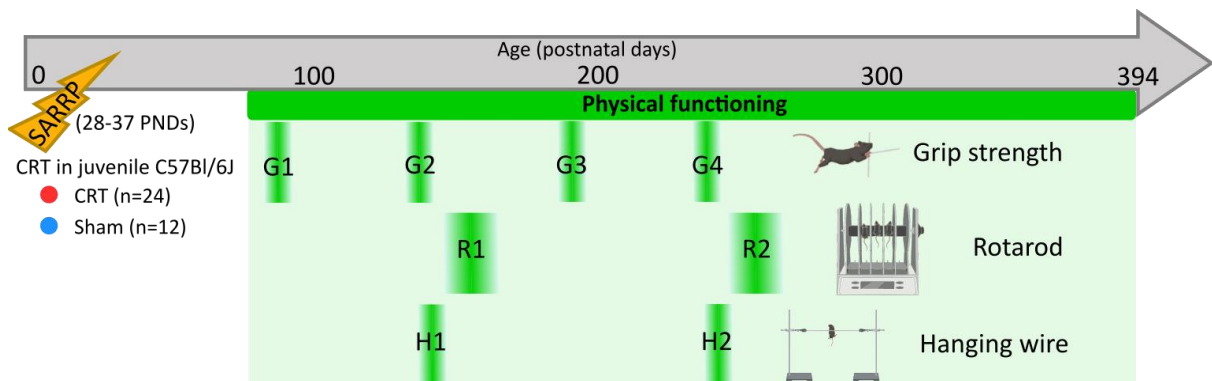 Age (postnatal days)
0 100 200 300 394
SARRP
Physical functioning
(28-37 PNDs)
CRT in juvenile C57Bl/6J
CRT (n=24)
Sham (n=12)
G1 G2 G3 G4 Grip strength
R1 R2 Rotarod
H1 H2 Hanging wire